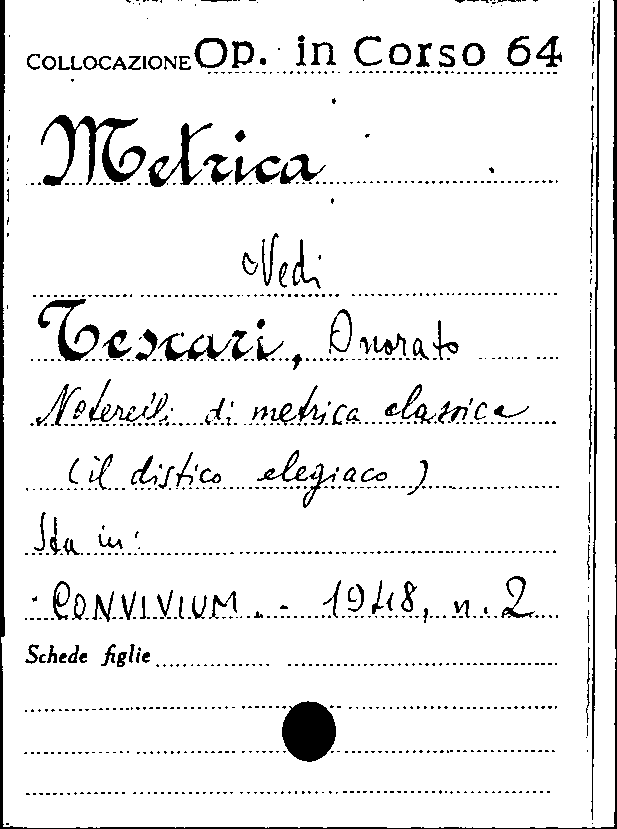 COLLOCAZIONE Op. in Corso 64
Metrica
Vedi
Tescari, Onorato
Noterelle di metrica classica
(il distico elegiaco)
Sta in:
CONVIVIUM. - 1948, n. 2
Schede figlie